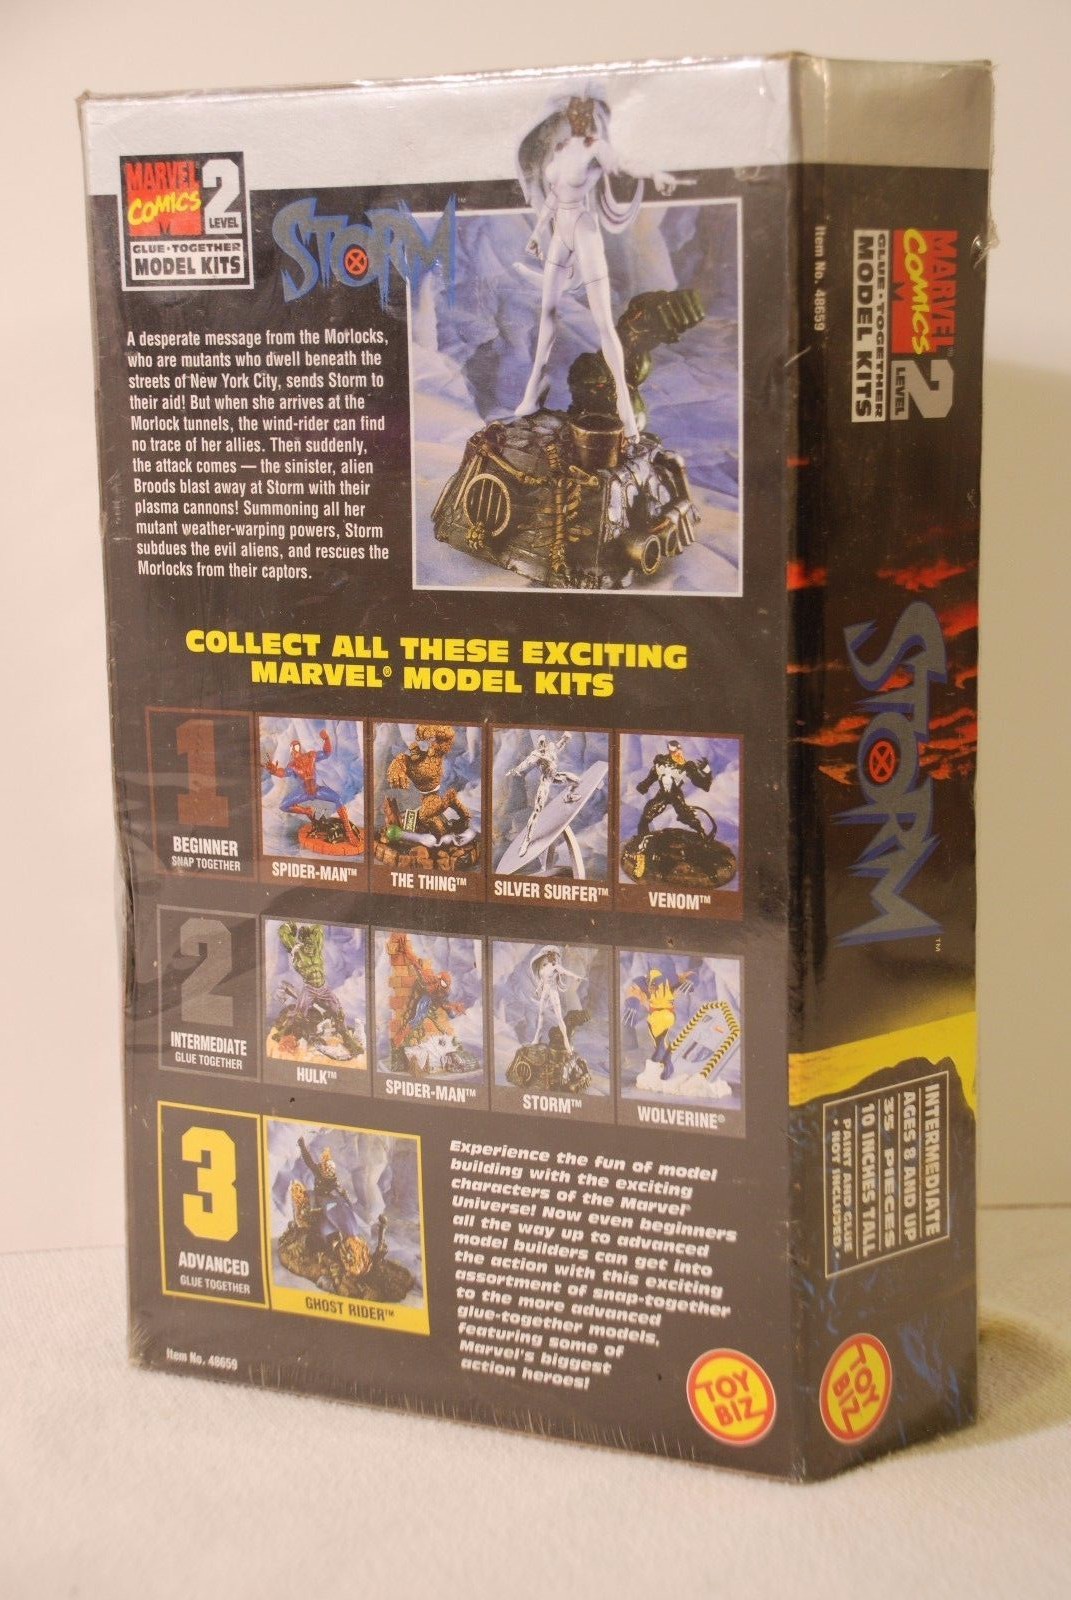 MARVEL
COMICS
2
LEVEL
GLUE•TOGETHER
MODEL KITS
STORM™
A desperate message from the Morlocks,
who are mutants who dwell beneath the
streets of New York City, sends Storm to
their aid! But when she arrives at the
Morlock tunnels, the wind-rider can find
no trace of her allies. Then suddenly,
the attack comes — the sinister, alien
Broods blast away at Storm with their
plasma cannons! Summoning all her
mutant weather-warping powers, Storm
subdues the evil aliens, and rescues the
Morlocks from their captors.
COLLECT ALL THESE EXCITING
MARVEL® MODEL KITS
1
BEGINNER
SNAP TOGETHER
SPIDER-MAN™
THE THING™
SILVER SURFER™
VENOM™
2
INTERMEDIATE
GLUE TOGETHER
HULK™
SPIDER-MAN™
STORM™
WOLVERINE®
3
ADVANCED
GLUE TOGETHER
GHOST RIDER™
Experience the fun of model
building with the exciting
characters of the Marvel
Universe! Now even beginners
all the way up to advanced
model builders can get into
the action with this exciting
assortment of snap-together
to the more advanced
glue-together models,
featuring some of
Marvel's biggest
action heroes!
Item No. 48659
TOY
BIZ
MARVEL™
COMICS
2
LEVEL
GLUE•TOGETHER
MODEL KITS
Item No. 48659
STORM™
INTERMEDIATE
AGES 8 AND UP
35 PIECES
10 INCHES TALL
PAINT AND GLUE
• NOT INCLUDED •
TOY
BIZ